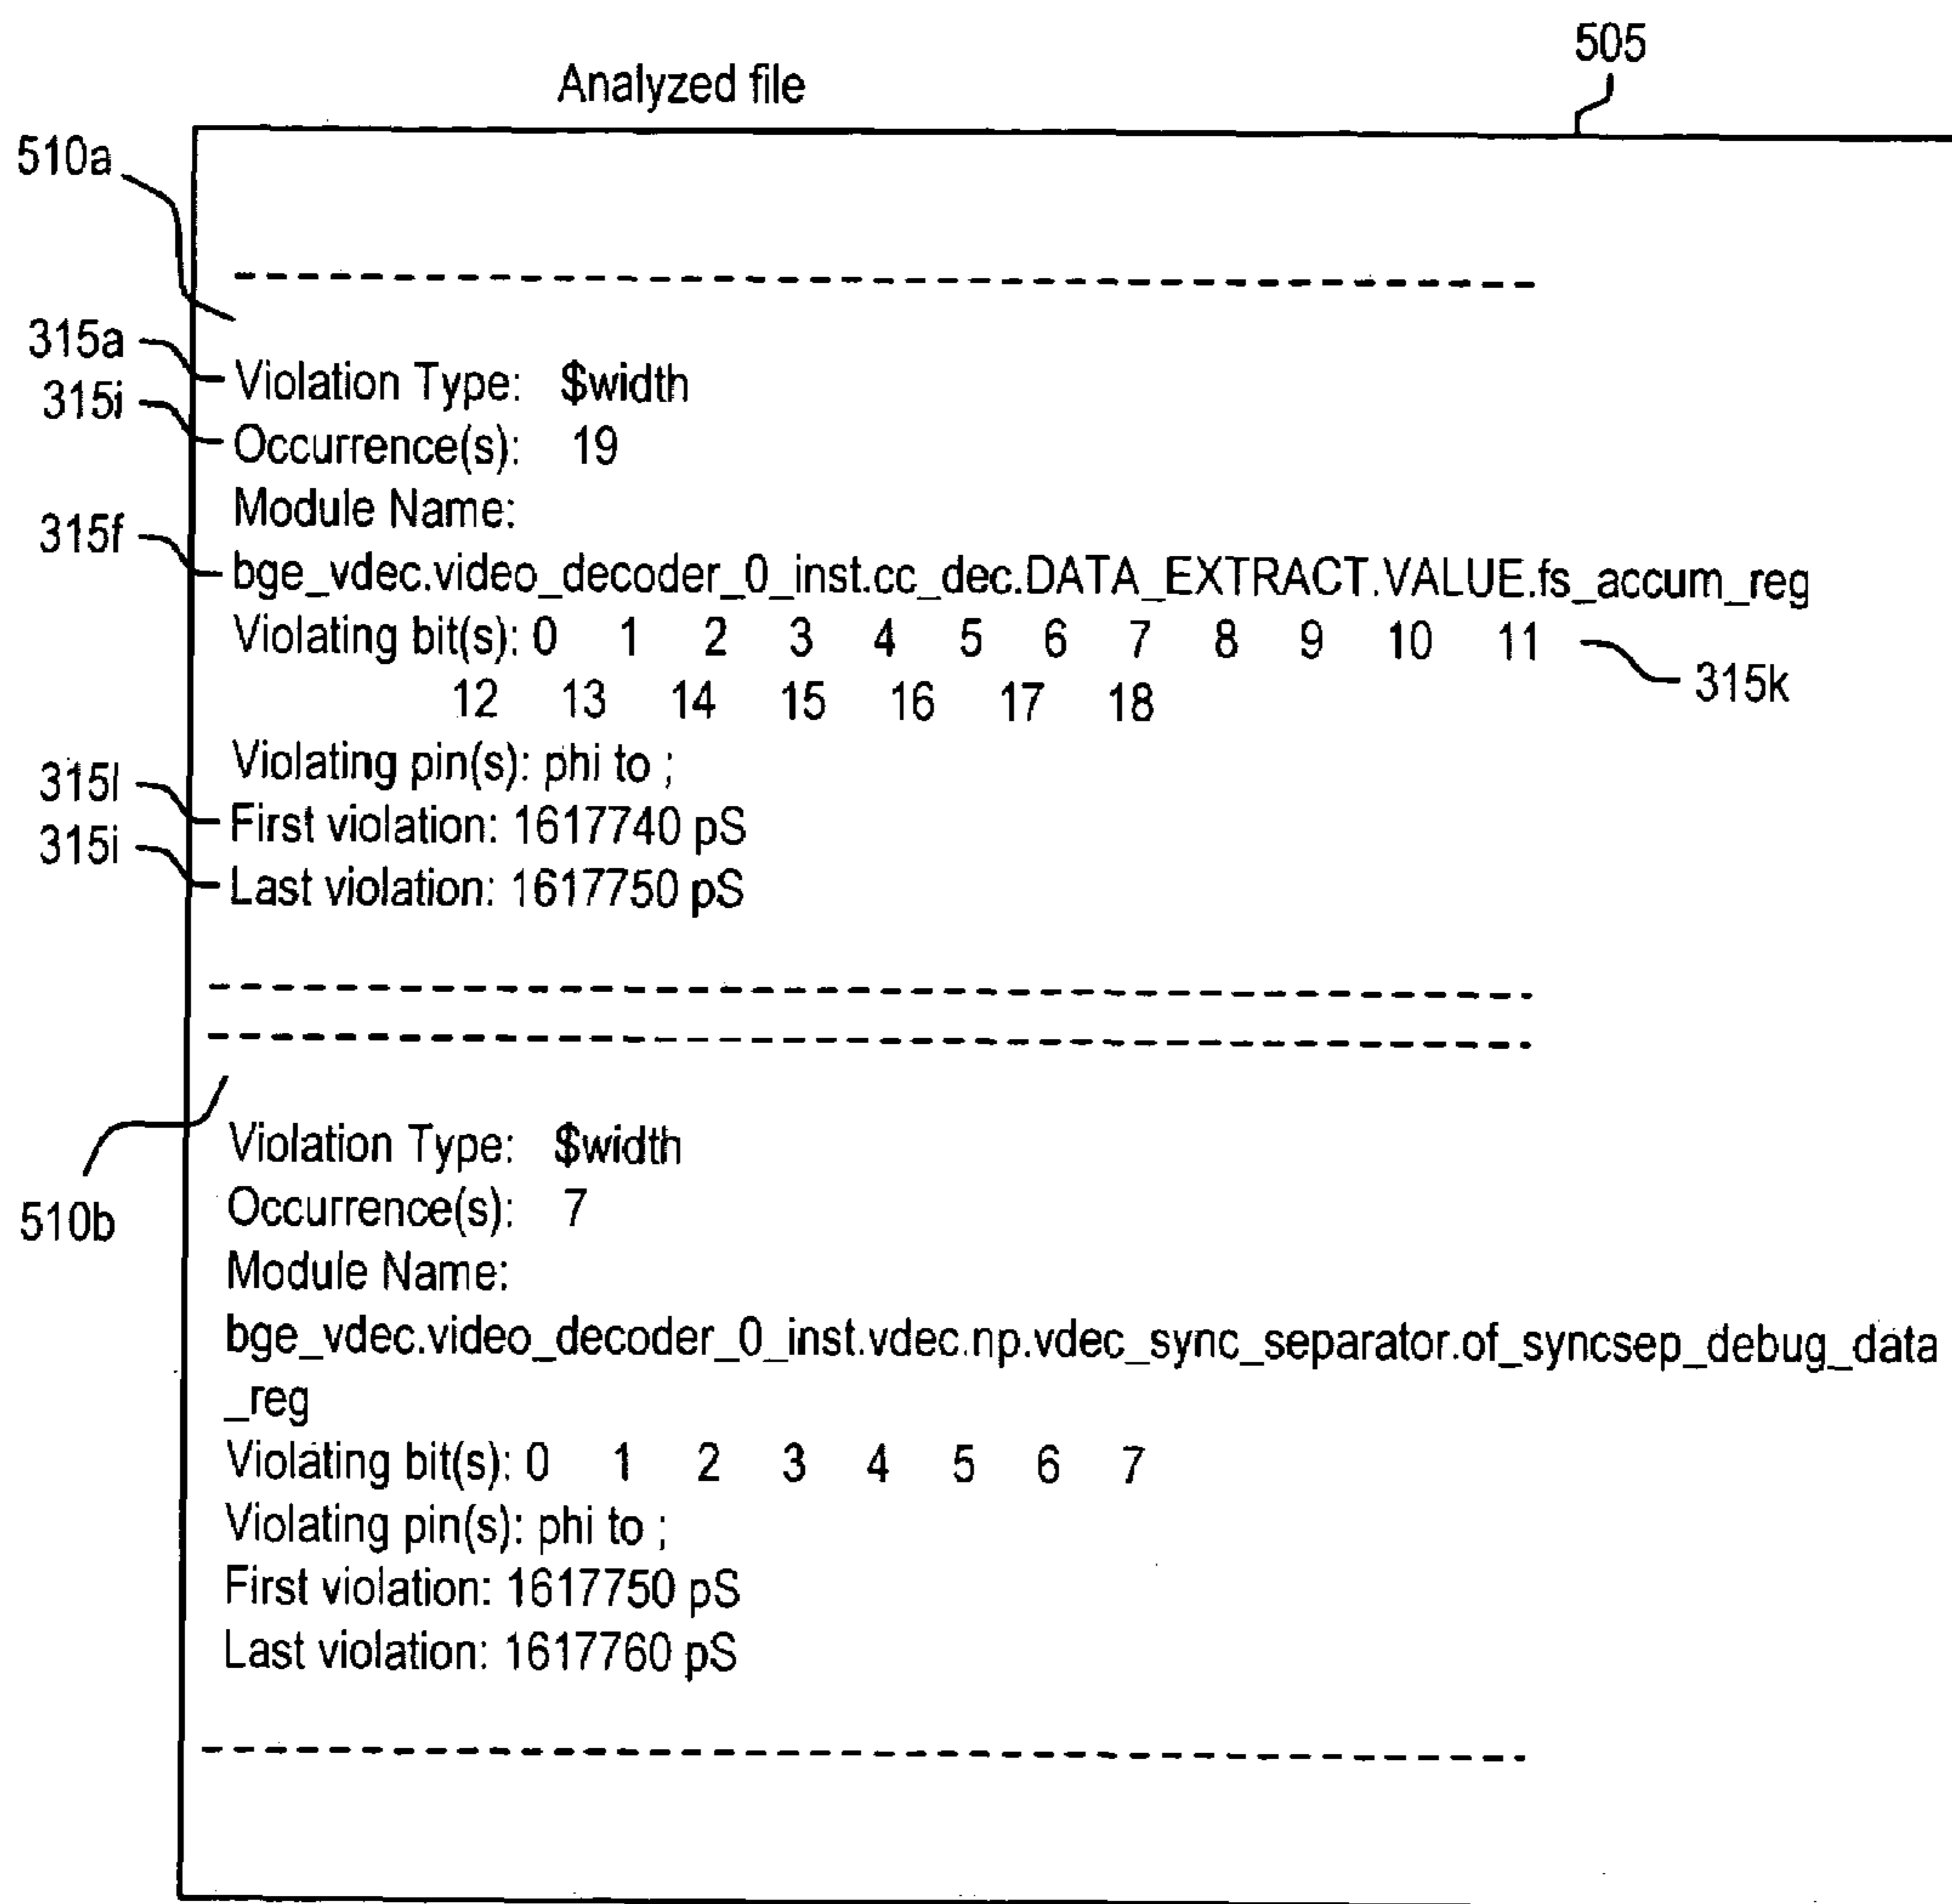 Analyzed file
505
510a
315a
Violation Type: $width
315i
Occurrence(s): 19
Module Name:
315f
bge_vdec.video_decoder_0_inst.cc_dec.DATA_EXTRACT.VALUE.fs_accum_reg
Violating bit(s): 0 1 2 3 4 5 6 7 8 9 10 11
315k
12 13 14 15 16 17 18
Violating pin(s): phi to ;
315l
First violation: 1617740 pS
315i
Last violation: 1617750 pS
510b
Violation Type: $width
Occurrence(s): 7
Module Name:
bge_vdec.video_decoder_0_inst.vdec.np.vdec_sync_separator.of_syncsep_debug_data
_reg
Violating bit(s): 0 1 2 3 4 5 6 7
Violating pin(s): phi to ;
First violation: 1617750 pS
Last violation: 1617760 pS